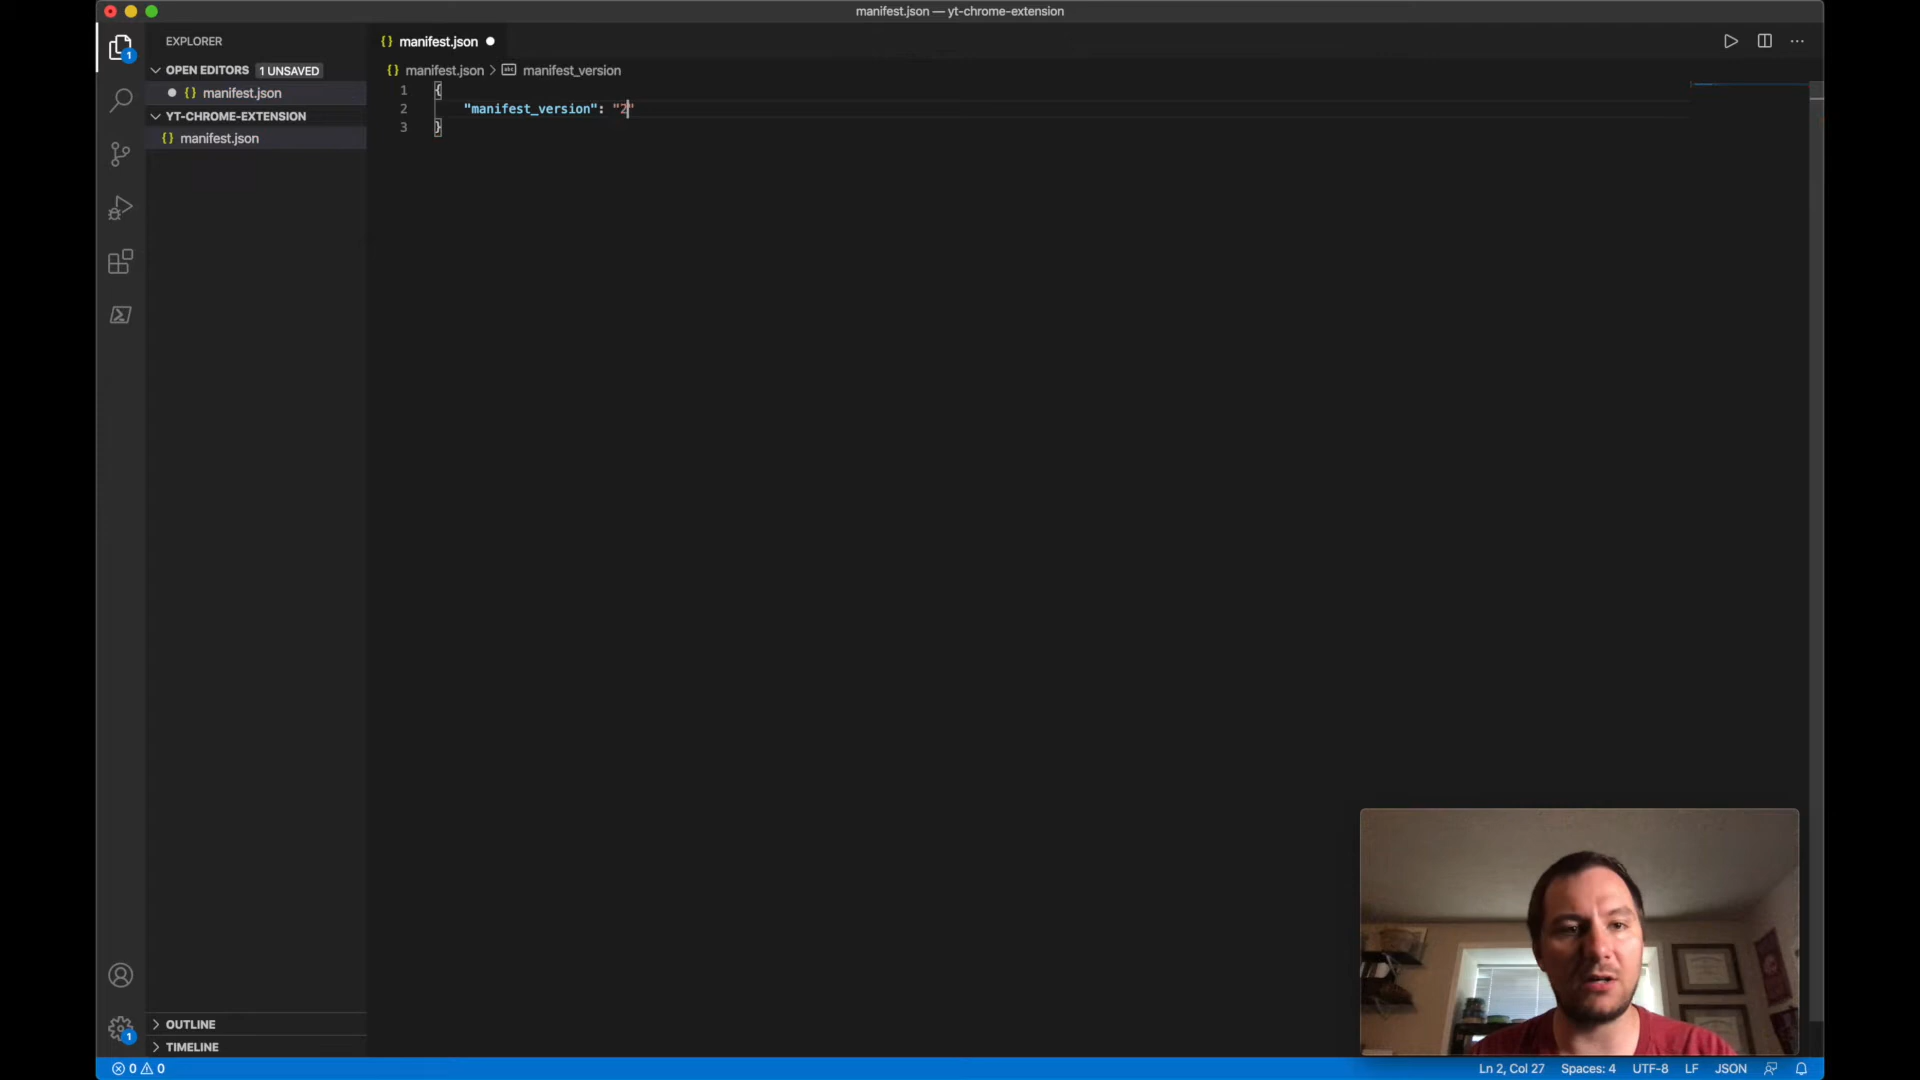 manifest.json — yt-chrome-extension
EXPLORER
OPEN EDITORS 1 UNSAVED
manifest.json
YT-CHROME-EXTENSION
manifest.json
OUTLINE
TIMELINE
1
1
{} manifest.json
{} manifest.json > manifest_version
1 {
2 "manifest_version": "2"
3 }
0 0
Ln 2, Col 27 Spaces: 4 UTF-8 LF JSON